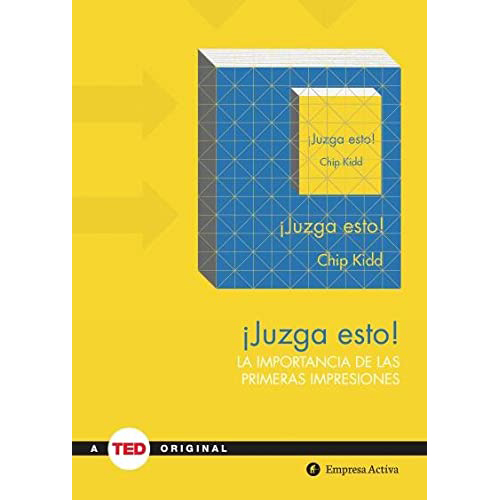 ¡Juzga esto!
Chip Kidd
¡Juzga esto!
Chip Kidd
¡Juzga esto!
LA IMPORTANCIA DE LAS
PRIMERAS IMPRESIONES
A TED ORIGINAL
Empresa Activa